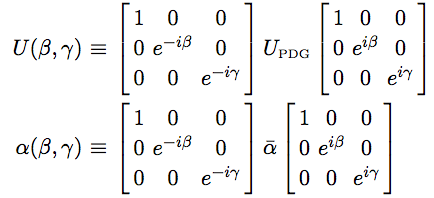 U(β, γ) ≡ [1 0 0; 0 e^{-iβ} 0; 0 0 e^{-iγ}] U_PDG [1 0 0; 0 e^{iβ} 0; 0 0 e^{iγ}]
α(β, γ) ≡ [1 0 0; 0 e^{-iβ} 0; 0 0 e^{-iγ}] ᾱ [1 0 0; 0 e^{iβ} 0; 0 0 e^{iγ}]